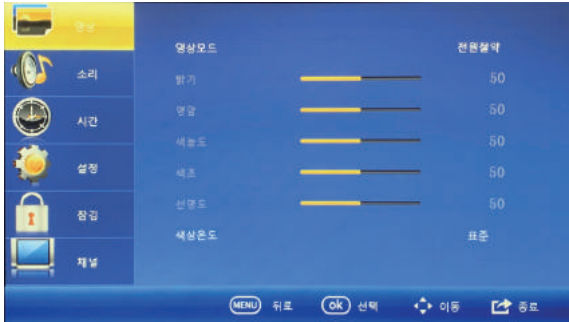 영상
영상모드 전원절약
밝기 50
명암 50
색농도 50
색조 50
선명도 50
색상온도 표준
소리
시간
설정
잠김
채널
MENU 뒤로 ok 선택 이동 종료